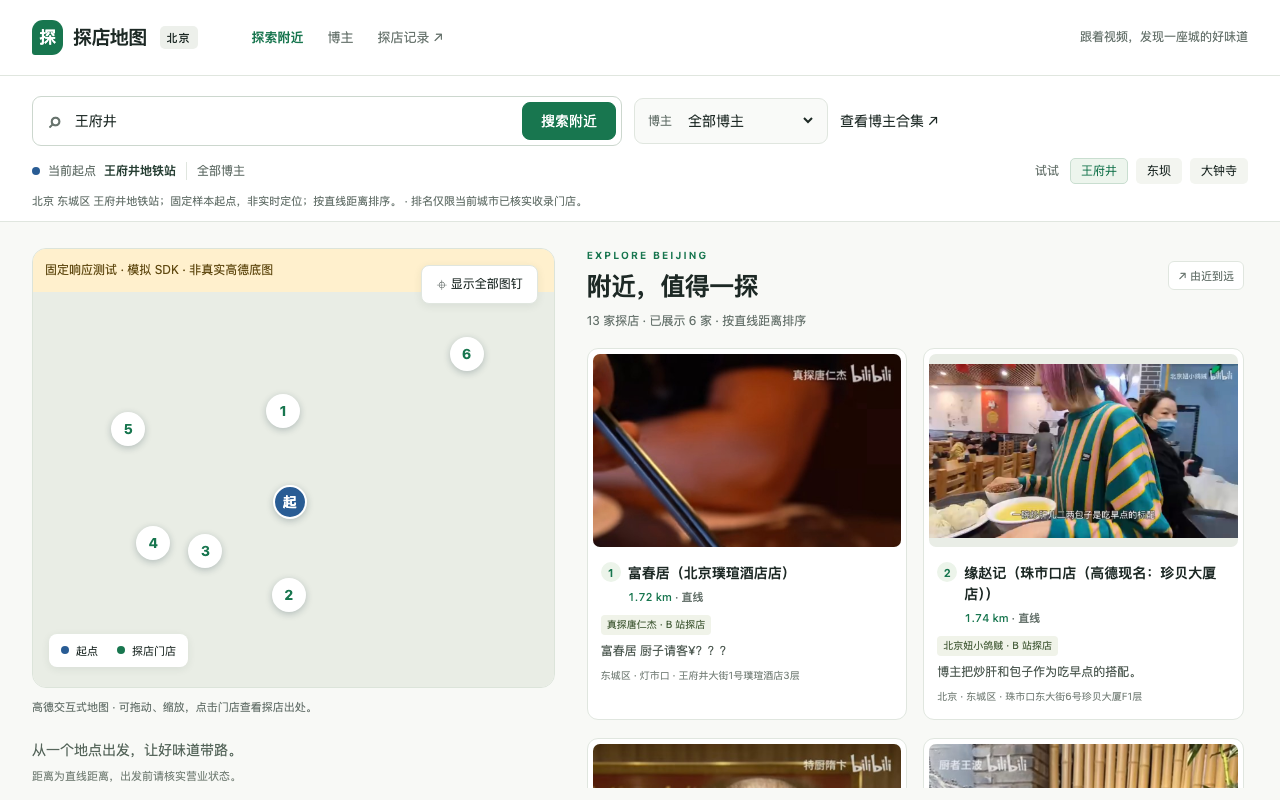 探 探店地图 北京 探索附近 博主 探店记录 ↗ 跟着视频，发现一座城的好味道
王府井 搜索附近 博主 全部博主 查看博主合集 ↗
当前起点 王府井地铁站 全部博主 试试 王府井 东坝 大钟寺
北京 东城区 王府井地铁站；固定样本起点，非实时定位；按直线距离排序。 · 排名仅限当前城市已核实收录门店。
固定响应测试 · 模拟 SDK · 非真实高德底图
显示全部图钉
6
1
5
起
4
3
2
起点 探店门店
高德交互式地图 · 可拖动、缩放，点击门店查看探店出处。
从一个地点出发，让好味道带路。
距离为直线距离，出发前请核实营业状态。
EXPLORE BEIJING
附近，值得一探
↗ 由近到远
13 家探店 · 已展示 6 家 · 按直线距离排序
真探唐仁杰 bilibili
1 富春居（北京璞瑄酒店店）
1.72 km · 直线
真探唐仁杰 · B 站探店
富春居 厨子请客¥？？？
东城区 · 灯市口 · 王府井大街1号璞瑄酒店3层
北京妞小鸽贼 bilibili
二两包子是吃早点的标配
2 缘赵记（珠市口店（高德现名：珍贝大厦
店））
1.74 km · 直线
北京妞小鸽贼 · B 站探店
博主把炒肝和包子作为吃早点的搭配。
北京 · 东城区 · 珠市口东大街6号珍贝大厦F1层
特厨隋卞 bilibili
厨者王波 bilibili